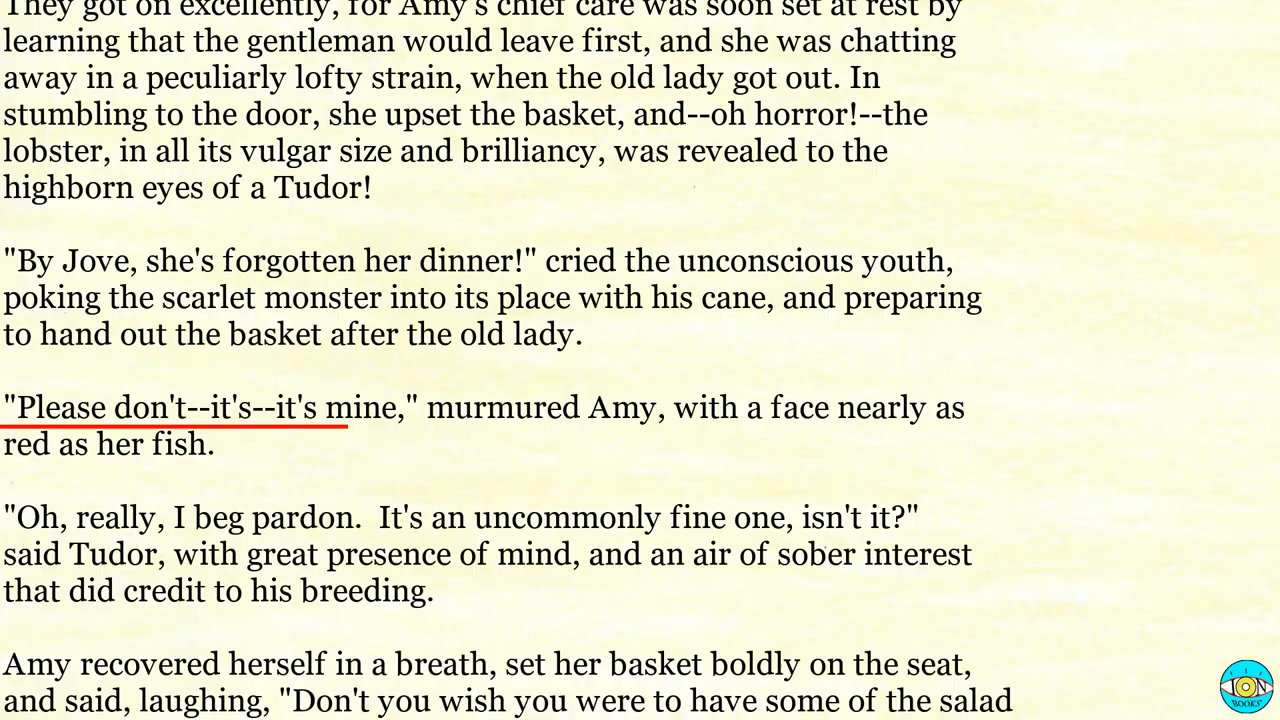 They got on excellently, for Amy's chief care was soon set at rest by
learning that the gentleman would leave first, and she was chatting
away in a peculiarly lofty strain, when the old lady got out. In
stumbling to the door, she upset the basket, and--oh horror!--the
lobster, in all its vulgar size and brilliancy, was revealed to the
highborn eyes of a Tudor!
"By Jove, she's forgotten her dinner!" cried the unconscious youth,
poking the scarlet monster into its place with his cane, and preparing
to hand out the basket after the old lady.
"Please don't--it's--it's mine," murmured Amy, with a face nearly as
red as her fish.
"Oh, really, I beg pardon.  It's an uncommonly fine one, isn't it?"
said Tudor, with great presence of mind, and an air of sober interest
that did credit to his breeding.
Amy recovered herself in a breath, set her basket boldly on the seat,
and said, laughing, "Don't you wish you were to have some of the salad
ION
BOOKS